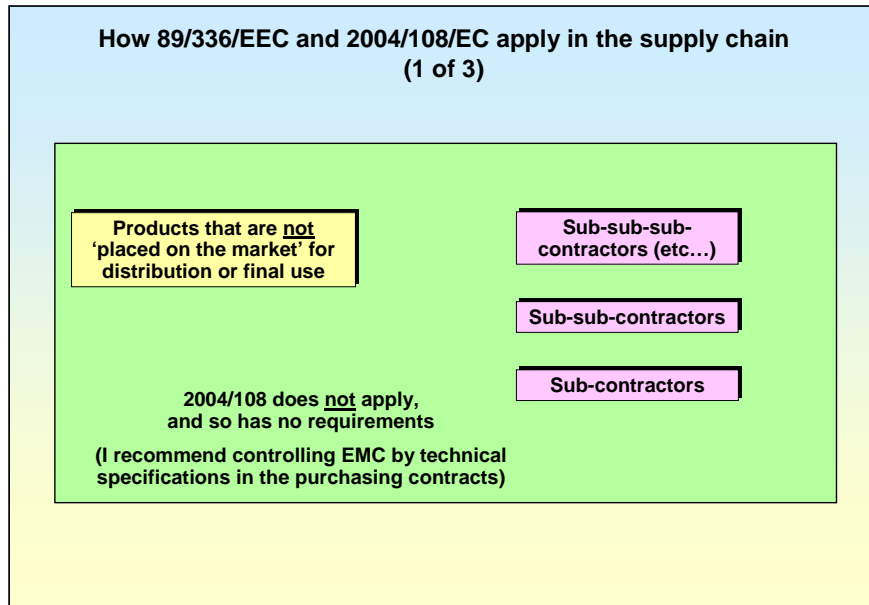 How 89/336/EEC and 2004/108/EC apply in the supply chain
(1 of 3)
Products that are not
‘placed on the market’ for
distribution or final use
Sub-sub-sub-
contractors (etc…)
Sub-sub-contractors
Sub-contractors
2004/108 does not apply,
and so has no requirements
(I recommend controlling EMC by technical
specifications in the purchasing contracts)